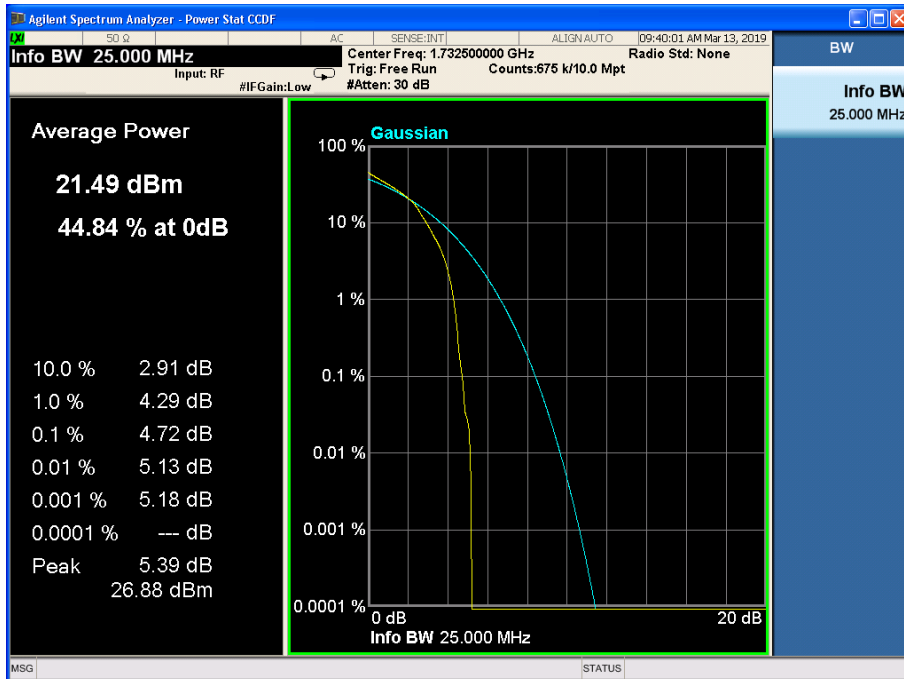 Agilent Spectrum Analyzer - Power Stat CCDF
LXI 50 Ω AC SENSE:INT ALIGN AUTO 09:40:01 AM Mar 13, 2019
Info BW 25.000 MHz
Center Freq: 1.732500000 GHz Radio Std: None
Input: RF
Trig: Free Run Counts:675 k/10.0 Mpt
#IFGain:Low #Atten: 30 dB
BW
Info BW
25.000 MHz
Average Power
21.49 dBm
44.84 % at 0dB
10.0 % 2.91 dB
1.0 % 4.29 dB
0.1 % 4.72 dB
0.01 % 5.13 dB
0.001 % 5.18 dB
0.0001 % --- dB
Peak 5.39 dB
26.88 dBm
Gaussian
100 %
10 %
1 %
0.1 %
0.01 %
0.001 %
0.0001 %
0 dB 20 dB
Info BW 25.000 MHz
MSG STATUS